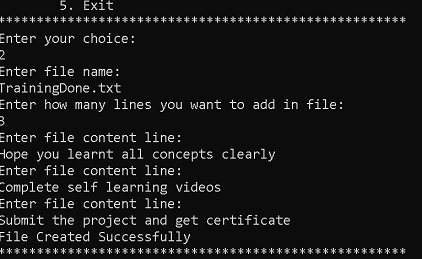 5. Exit
*****************************************************
Enter your choice:
2
Enter file name:
TrainingDone.txt
Enter how many lines you want to add in file:
3
Enter file content line:
Hope you learnt all concepts clearly
Enter file content line:
Complete self learning videos
Enter file content line:
Submit the project and get certificate
File Created Successfully
*****************************************************